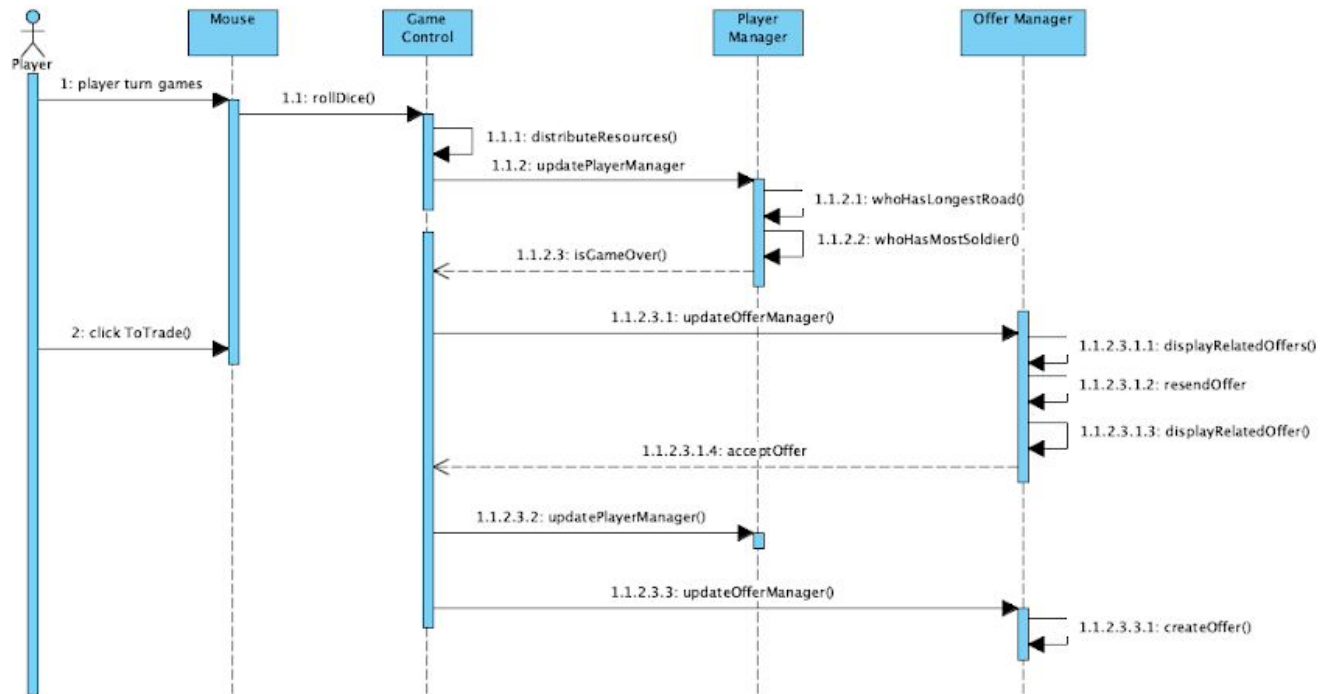 Mouse
Game
Control
Player
Manager
Offer Manager
Player
1: player turn games
1.1: rollDice()
1.1.1: distributeResources()
1.1.2: updatePlayerManager
1.1.2.1: whoHasLongestRoad()
1.1.2.2: whoHasMostSoldier()
1.1.2.3: isGameOver()
1.1.2.3.1: updateOfferManager()
2: click ToTrade()
1.1.2.3.1.1: displayRelatedOffers()
1.1.2.3.1.2: resendOffer
1.1.2.3.1.3: displayRelatedOffer()
1.1.2.3.1.4: acceptOffer
1.1.2.3.2: updatePlayerManager()
1.1.2.3.3: updateOfferManager()
1.1.2.3.3.1: createOffer()